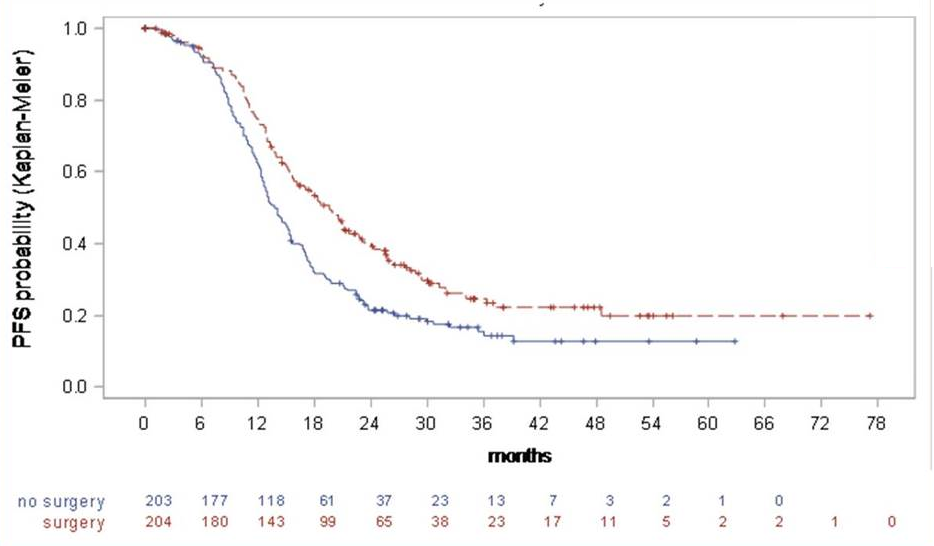 1.0
0.8
0.6
0.4
0.2
0.0
PFS probability (Kaplan-Meier)
0 6 12 18 24 30 36 42 48 54 60 66 72 78
months
no surgery 203 177 118 61 37 23 13 7 3 2 1 0
surgery 204 180 143 99 65 38 23 17 11 5 2 2 1 0